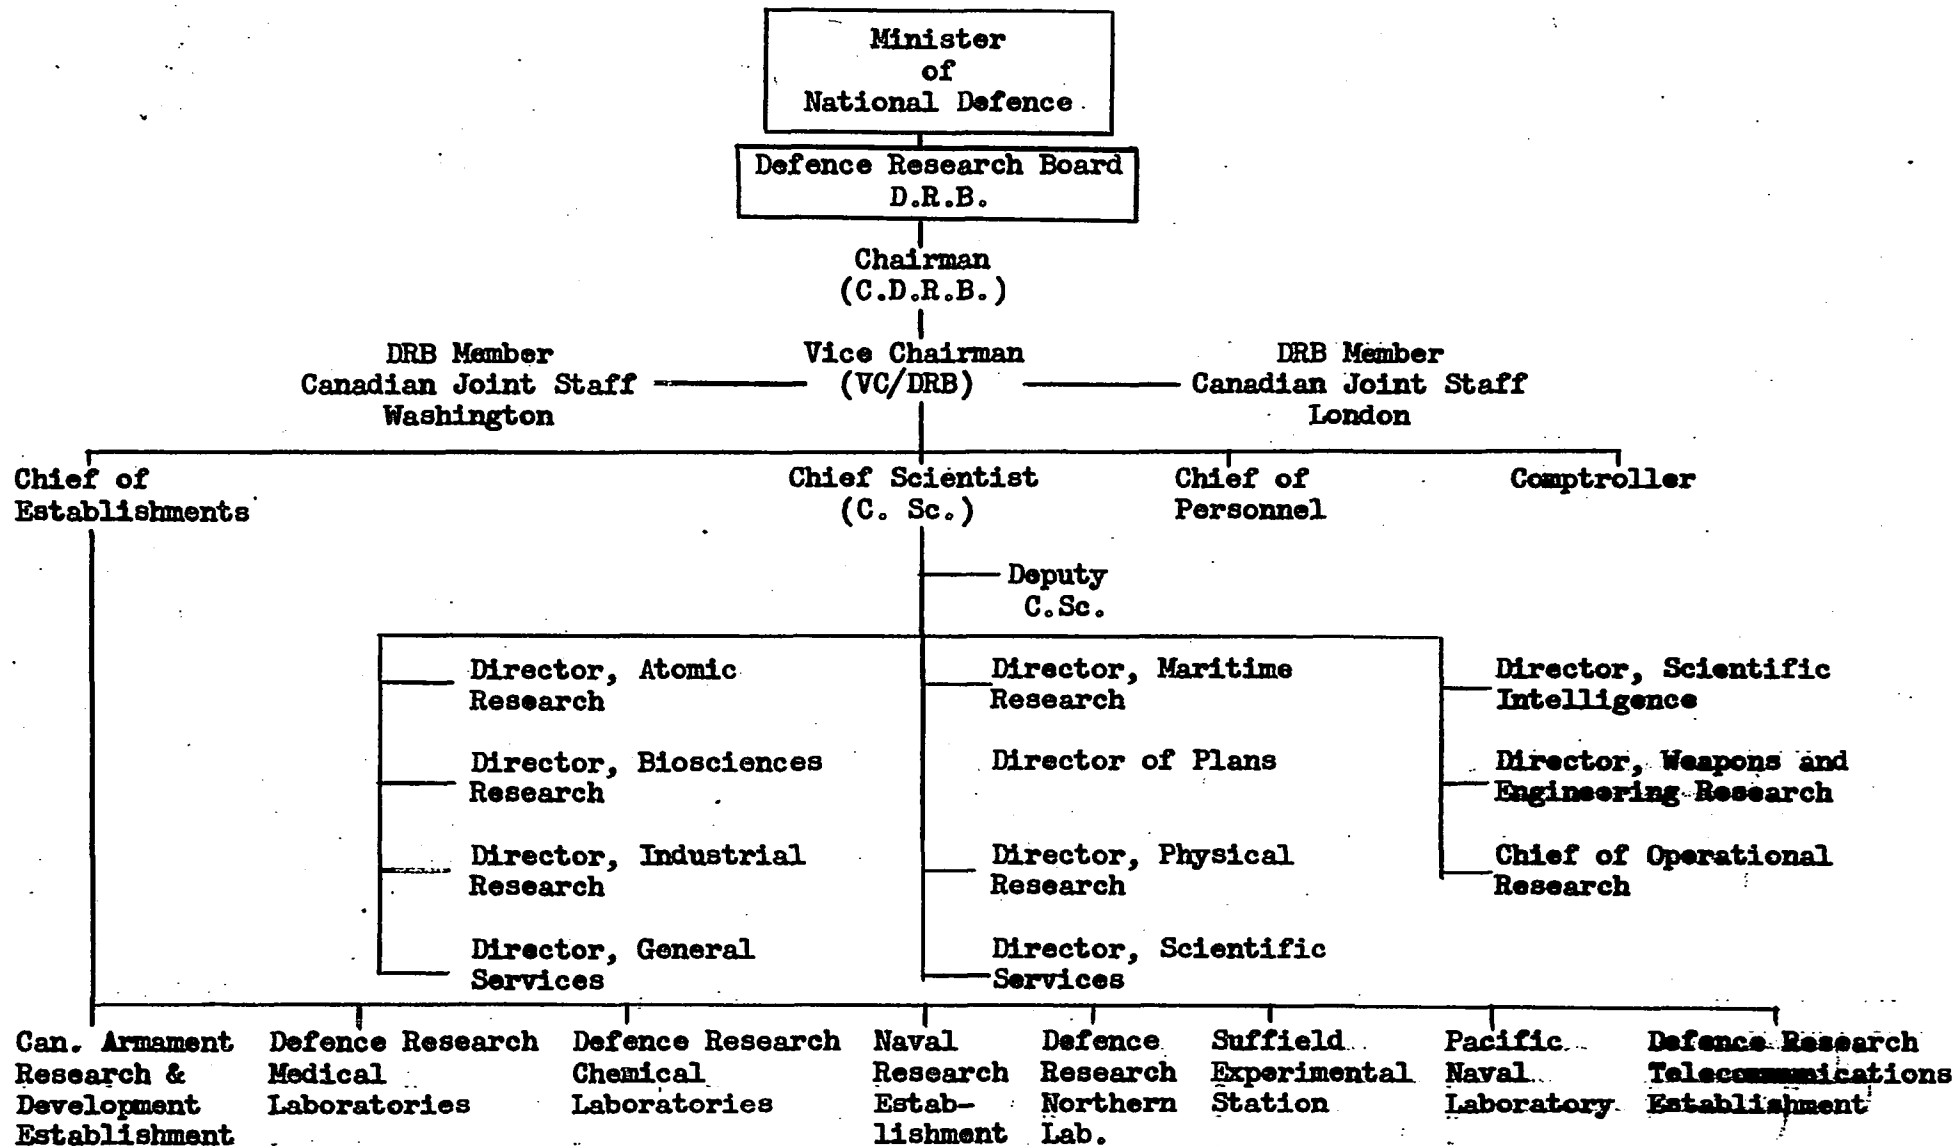 Minister
of
National Defence
Defence Research Board
D.R.B.
Chairman
(C.D.R.B.)
DRB Member
Canadian Joint Staff
Washington
Vice Chairman
(VC/DRB)
DRB Member
Canadian Joint Staff
London
Chief of
Establishments
Chief Scientist
(C. Sc.)
Chief of
Personnel
Comptroller
Deputy
C.Sc.
Director, Atomic
Research
Director, Biosciences
Research
Director, Industrial
Research
Director, General
Services
Director, Maritime
Research
Director of Plans
Director, Physical
Research
Director, Scientific
Services
Director, Scientific
Intelligence
Director, Weapons and
Engineering Research
Chief of Operational
Research
Can. Armament
Research &
Development
Establishment
Defence Research
Medical
Laboratories
Defence Research
Chemical
Laboratories
Naval
Research
Estab-
lishment
Defence
Research
Northern
Lab.
Suffield
Experimental
Station
Pacific
Naval
Laboratory
Defence Research
Telecommunications
Establishment